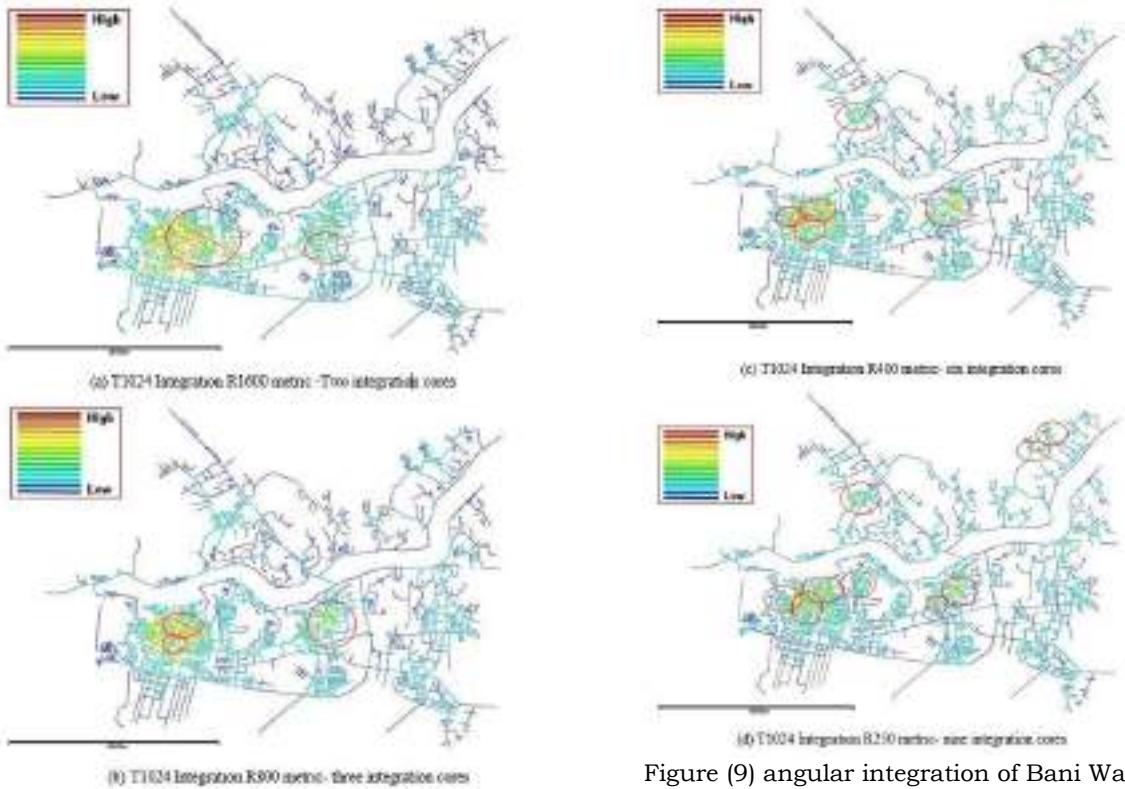 High
Low
(a) T1024 Integration R1600 metric -Two integration cores
High
Low
(b) T1024 Integration R800 metric- three integration cores
High
Low
(c) T1024 Integration R400 metric- six integration cores
High
Low
(d) T1024 Integration R250 metric- nine integration cores
Figure (9) angular integration of Bani Wa